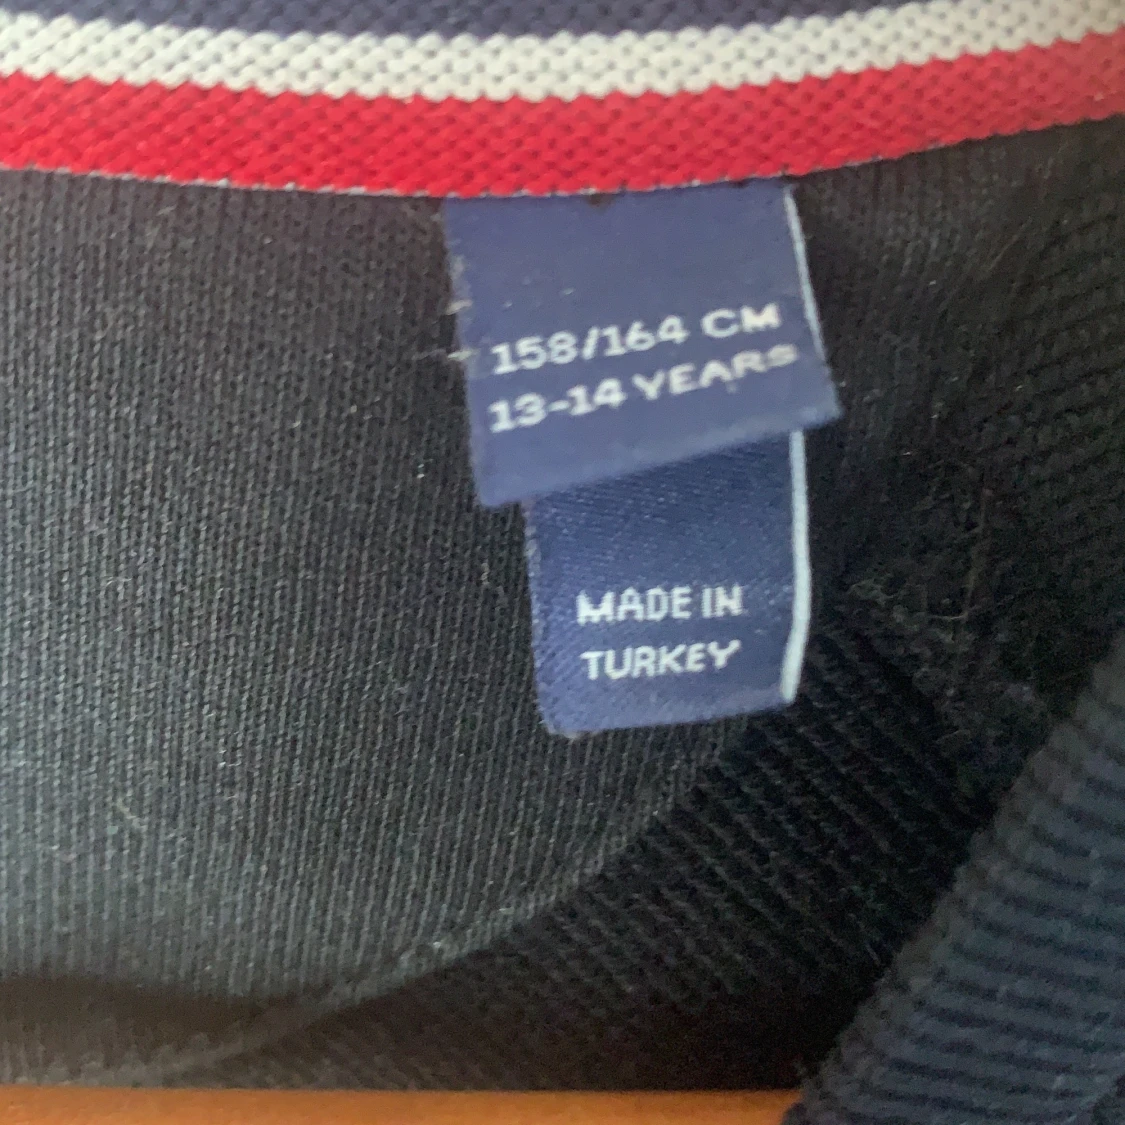 158/164 CM
13-14 YEARS
MADE IN
TURKEY